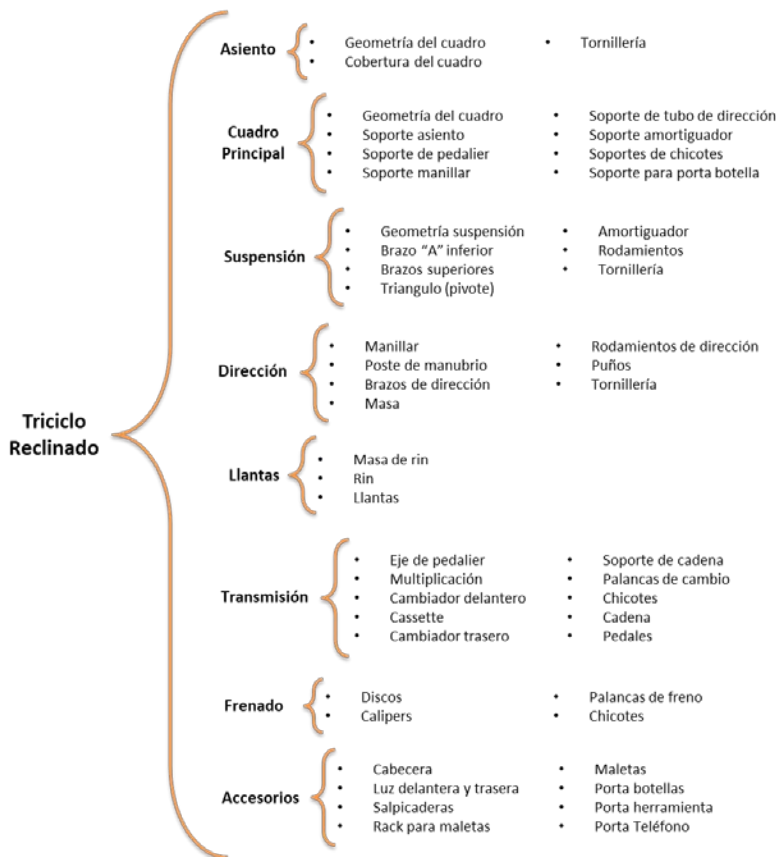 Triciclo
Reclinado
Asiento
• Geometría del cuadro
• Cobertura del cuadro
• Tornillería
Cuadro
Principal
• Geometría del cuadro
• Soporte asiento
• Soporte de pedalier
• Soporte manillar
• Soporte de tubo de dirección
• Soporte amortiguador
• Soportes de chicotes
• Soporte para porta botella
Suspensión
• Geometría suspensión
• Brazo “A” inferior
• Brazos superiores
• Triangulo (pivote)
• Amortiguador
• Rodamientos
• Tornillería
Dirección
• Manillar
• Poste de manubrio
• Brazos de dirección
• Masa
• Rodamientos de dirección
• Puños
• Tornillería
Llantas
• Masa de rin
• Rin
• Llantas
Transmisión
• Eje de pedalier
• Multiplicación
• Cambiador delantero
• Cassette
• Cambiador trasero
• Soporte de cadena
• Palancas de cambio
• Chicotes
• Cadena
• Pedales
Frenado
• Discos
• Calipers
• Palancas de freno
• Chicotes
Accesorios
• Cabecera
• Luz delantera y trasera
• Salpicaderas
• Rack para maletas
• Maletas
• Porta botellas
• Porta herramienta
• Porta Teléfono